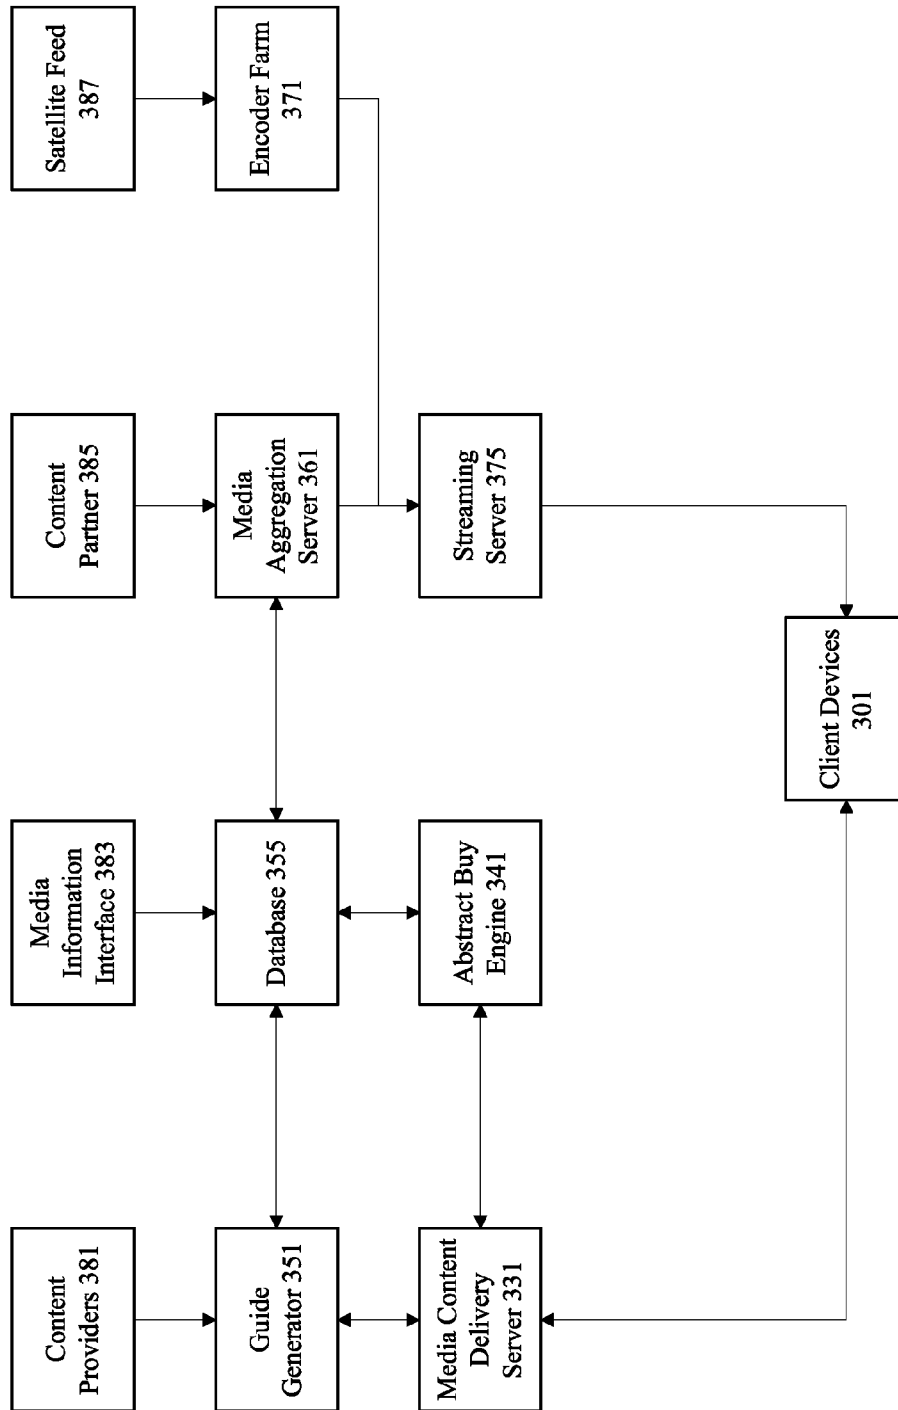 Content
Providers 381
Media
Information
Interface 383
Content
Partner 385
Satellite Feed
387
Guide
Generator 351
Database 355
Media
Aggregation
Server 361
Encoder Farm
371
Media Content
Delivery
Server 331
Abstract Buy
Engine 341
Streaming
Server 375
Client Devices
301